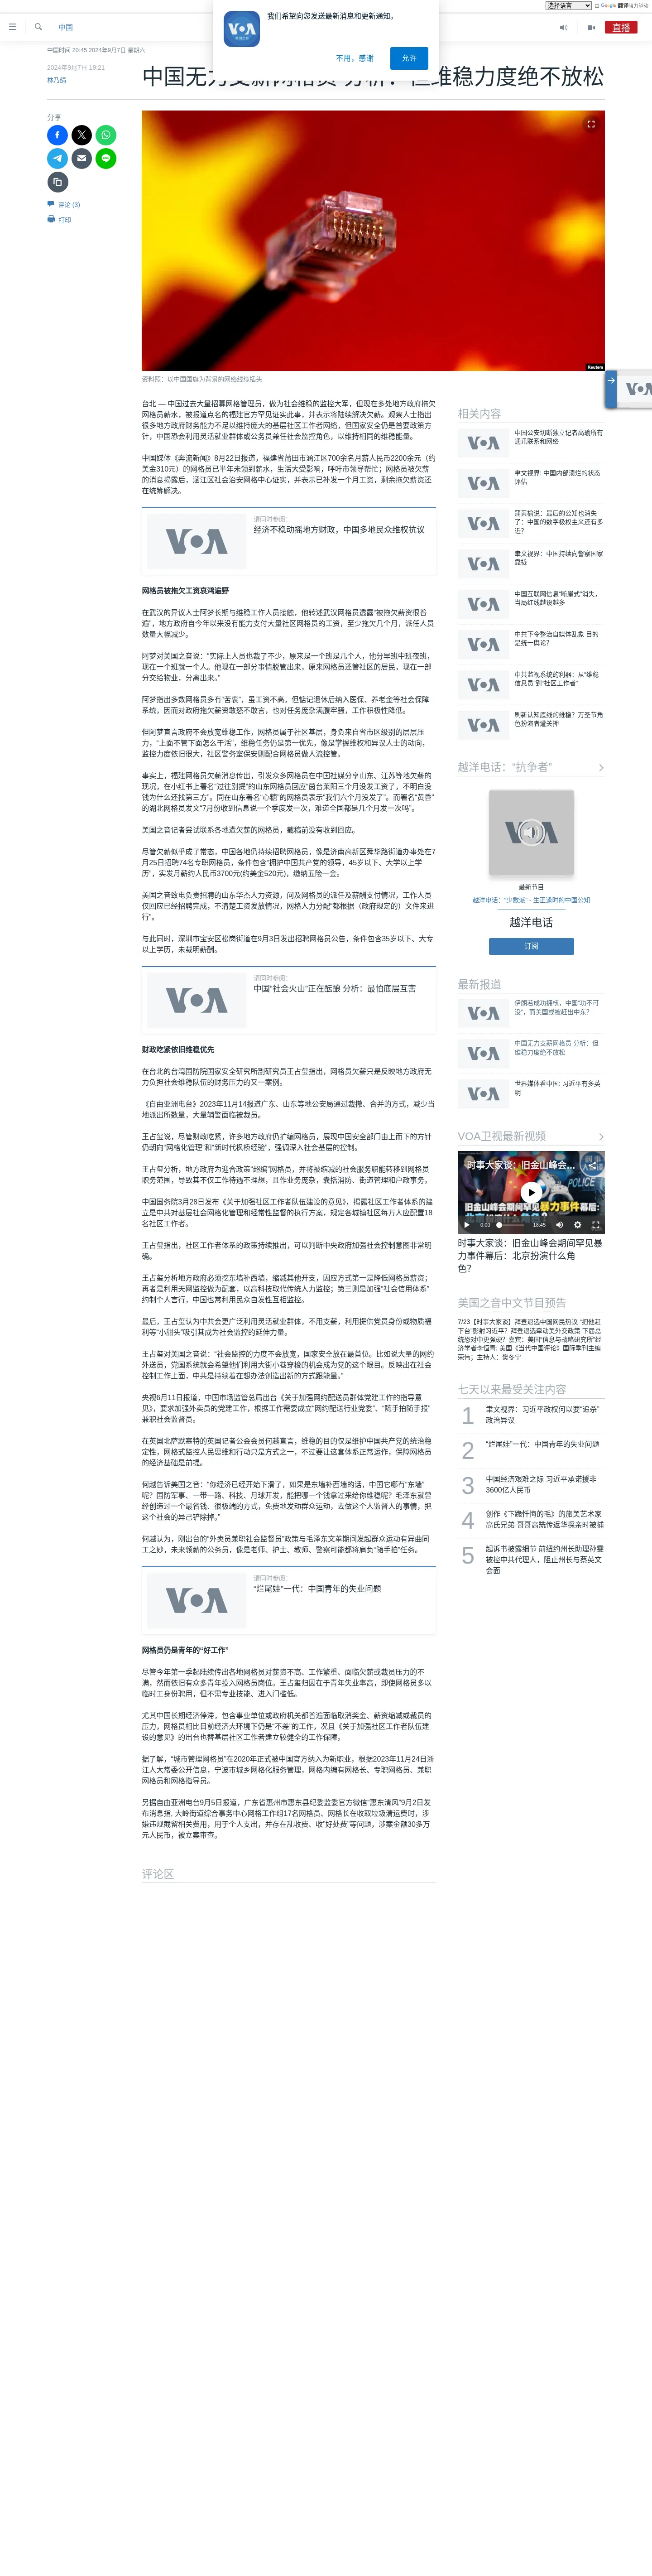 选择语言
由 Google 翻译强力驱动
我们希望向您发送最新消息和更新通知。
不用，感谢
允许
中国
直播
中国时间 20:45 2024年9月7日 星期六
2024年9月7日 19:21
林乃绢
分析：但维稳力度绝不放松
分享
评论 (3)
打印
Reuters
资料照：以中国国旗为背景的网络线缆插头
台北 — 中国过去大量招募网格管理员，做为社会维稳的监控大军，但现在多处地方政府拖欠
网格员薪水，被报道点名的福建官方罕见证实此事，并表示将陆续解决欠薪。观察人士指出
很多地方政府财务能力不足以维持庞大的基层社区工作者网络，但国家安全仍是首要政策方
针，中国恐会利用灵活就业群体或公务员兼任社会监控角色，以维持相同的维稳能量。
中国媒体《奔流新闻》8月22日报道，福建省莆田市涵江区700余名月薪人民币2200余元（约
美金310元）的网格员已半年未领到薪水，生活大受影响，呼吁市领导帮忙；网格员被欠薪
的消息揭露后，涵江区社会治安网格中心证实，并表示已补发一个月工资，剩余拖欠薪资还
在统筹解决。
请同时参阅：
经济不稳动摇地方财政，中国多地民众维权抗议
网格员被拖欠工资哀鸿遍野
在武汉的异议人士阿梦长期与维稳工作人员接触，他转述武汉网格员透露“被拖欠薪资很普
遍”，地方政府自今年以来没有能力支付大量社区网格员的工资，至少拖欠几个月，派任人员
数量大幅减少。
阿梦对美国之音说：“实际上人员也裁了不少，原来是一个班是几个人，他分早班中班夜班，
现在一个班就一个人。他现在一部分事情脱管出来，原来网格员还管社区的居民，现在一部
分交给物业，分离出来。”
阿梦指出多数网格员多有“苦衷”，虽工资不高，但惦记退休后纳入医保、养老金等社会保障
系统，因而对政府拖欠薪资敢怒不敢言，也对任务庞杂满腹牢骚，工作积极性降低。
但阿梦直言政府不会放宽维稳工作，网格员属于社区基层，身负来自省市区级别的层层压
力，“上面不管下面怎么干活”，维稳任务仍是第一优先，像是掌握维权和异议人士的动向，
监控力度依旧很大，社区警务室保安则配合网格员做人流控管。
事实上，福建网格员欠薪消息传出，引发众多网格员在中国社媒分享山东、江苏等地欠薪的
现况，在小红书上署名“过往别提”的山东网格员回应“茵台莱阳三个月没发工资了，不明白没
钱为什么还找第三方”。同在山东署名“心糖”的网格员表示“我们六个月没发了”。而署名“黄昏”
的湖北网格员发文“7月份收到信息说一个季度发一次，难道全国都是几个月发一次吗”。
美国之音记者尝试联系各地遭欠薪的网格员，截稿前没有收到回应。
尽管欠薪似乎成了常态，中国各地仍持续招聘网格员，像是济南高新区舜华路街道办事处在7
月25日招聘74名专职网格员，条件包含“拥护中国共产党的领导，45岁以下、大学以上学
历”，实发月薪约人民币3700元(约美金520元)，缴纳五险一金。
美国之音致电负责招聘的山东华杰人力资源，问及网格员的派任及薪酬支付情况，工作人员
仅回应已经招聘完成，不清楚工资发放情况，网格人力分配“都根据（政府规定的）文件来进
行”。
与此同时，深圳市宝安区松岗街道在9月3日发出招聘网格员公告，条件包含35岁以下、大专
以上学历，未载明薪酬。
请同时参阅：
中国“社会火山”正在酝酿 分析：最怕底层互害
财政吃紧依旧维稳优先
在台北的台湾国防院国家安全研究所副研究员王占玺指出，网格员欠薪只是反映地方政府无
力负担社会维稳队伍的财务压力的又一案例。
《自由亚洲电台》2023年11月14报道广东、山东等地公安局通过裁撤、合并的方式，减少当
地派出所数量，大量辅警面临被裁员。
王占玺说，尽管财政吃紧，许多地方政府仍扩编网格员，展现中国安全部门由上而下的方针
仍朝向“网格化管理”和“新时代枫桥经验”，强调深入社会基层的控制。
王占玺分析，地方政府为迎合政策“超编”网格员，并将被缩减的社会服务职能转移到网格员
职务范围，导致其不仅工作待遇不理想，且作业务庞杂，囊括消防、街道管理和户政事务。
中国国务院3月28日发布《关于加强社区工作者队伍建设的意见》，揭露社区工作者体系的建
立是中共对基层社会网格化管理和经常性监督的执行方案，规定各城镇社区每万人应配置18
名社区工作者。
王占玺指出，社区工作者体系的政策持续推出，可以判断中央政府加强社会控制意图非常明
确。
王占玺分析地方政府必须挖东墙补西墙，缩减其他开支，因应方式第一是降低网格员薪资；
再者是利用天网监控做为配套，以高科技取代传统人力监控；第三则是加强“社会信用体系”
约制个人言行，中国也常利用民众自发性互相监控。
最后，王占玺认为中共会更广泛利用灵活就业群体，不用支薪，利用提供党员身份或物质福
利等“小甜头”吸引其成为社会监控的延伸力量。
王占玺对美国之音说：“社会监控的力度不会放宽，国家安全放在最首位。比如说大量的网约
外送员，党国系统就会希望他们利用大街小巷穿梭的机会成为党的这个眼目。反映出在社会
控制工作上面，中共是持续着在想办法创造出新的方式跟能量。”
央视6月11日报道，中国市场监管总局出台《关于加强网约配送员群体党建工作的指导意
见》，要求加强外卖员的党建工作，根据工作需要成立“网约配送行业党委”、“随手拍随手报”
兼职社会监督员。
在英国北萨默塞特的英国记者公会会员何越直言，维稳的目的仅是维护中国共产党的统治稳
定性，网格式监控人民思维和行动只是方式之一，不过要让这套体系正常运作，保障网格员
的经济基础是前提。
何越告诉美国之音：“你经济已经开始下滑了，如果是东墙补西墙的话，中国它哪有“东墙”
呢？国防军事、一带一路、科技、月球开发，能把哪一个钱拿过来给你维稳呢？毛泽东就曾
经创造过一个最省钱、很极端的方式，免费地发动群众运动，去做这个人监督人的事情，把
这个社会的异己铲除掉。”
何越认为，刚出台的“外卖员兼职社会监督员”政策与毛泽东文革期间发起群众运动有异曲同
工之妙，未来领薪的公务员，像是老师、护士、教师、警察可能都将肩负“随手拍”任务。
请同时参阅：
“烂尾娃”一代：中国青年的失业问题
网格员仍是青年的“好工作”
尽管今年第一季起陆续传出各地网格员对薪资不高、工作繁重、面临欠薪或裁员压力的不
满，然而依旧有众多青年投入网格员岗位。王占玺归因在于青年失业率高，即使网格员多以
临时工身份聘用，但不需专业技能、进入门槛低。
尤其中国长期经济停滞，包含事业单位或政府机关都普遍面临取消奖金、薪资缩减或裁员的
压力，网格员相比目前经济大环境下仍是“不差”的工作，况且《关于加强社区工作者队伍建
设的意见》的出台也替基层社区工作者建立较健全的工作保障。
据了解，“城市管理网格员”在2020年正式被中国官方纳入为新职业，根据2023年11月24日浙
江人大常委公开信息，宁波市城乡网格化服务管理，网格内编有网格长、专职网格员、兼职
网格员和网格指导员。
另据自由亚洲电台9月5日报道，广东省惠州市惠东县纪委监委官方微信“惠东清风”9月2日发
布消息指, 大岭街道综合事务中心网格工作组17名网格员、网格长在收取垃圾清运费时，涉
嫌违规截留相关费用，用于个人支出，并存在乱收费、收“好处费”等问题，涉案金额30多万
元人民币，被立案审查。
评论区
相关内容
中国公安切断独立记者高瑜所有
通讯联系和网络
隶文视界: 中国内部溃烂的状态
评估
蒲黄榆说：最后的公知也消失
了：中国的数字极权主义还有多
远？
隶文视界：中国持续向警察国家
靠拢
中国互联网信息“断崖式”消失，
当局红线越设越多
中共下令整治自媒体乱象 目的
是统一舆论？
中共监视系统的利器：从“维稳
信息员”到“社区工作者”
刷新认知底线的维稳？万圣节角
色扮演者遭关押
越洋电话：“抗争者”
最新节目
越洋电话：“少数派” - 生正逢时的中国公知
越洋电话
订阅
最新报道
伊朗若成功拥核，中国“功不可
没”，而美国或被赶出中东？
中国无力支薪网格员 分析：但
维稳力度绝不放松
世界媒体看中国: 习近平有多英
明
VOA卫视最新视频
时事大家谈：旧金山峰会...
旧金山峰会期间罕见暴力事件幕后:
0:00
18:45
时事大家谈：旧金山峰会期间罕见暴
力事件幕后：北京扮演什么角
色？
美国之音中文节目预告
7/23【时事大家谈】拜登退选中国网民热议 “把他赶
下台”影射习近平？拜登退选牵动美外交政策 下届总
统恐对中更强硬？嘉宾：美国“信息与战略研究所”经
济学者李恒青; 美国《当代中国评论》国际季刊主编
荣伟；主持人：樊冬宁
七天以来最受关注内容
1
隶文视界：习近平政权何以要“追杀”
政治异议
2
“烂尾娃”一代：中国青年的失业问题
3
中国经济艰难之际 习近平承诺援非
3600亿人民币
4
创作《下跪忏悔的毛》的旅美艺术家
高氏兄弟 哥哥高兟传返华探亲时被捕
5
起诉书披露细节 前纽约州长助理孙雯
被控中共代理人，阻止州长与蔡英文
会面